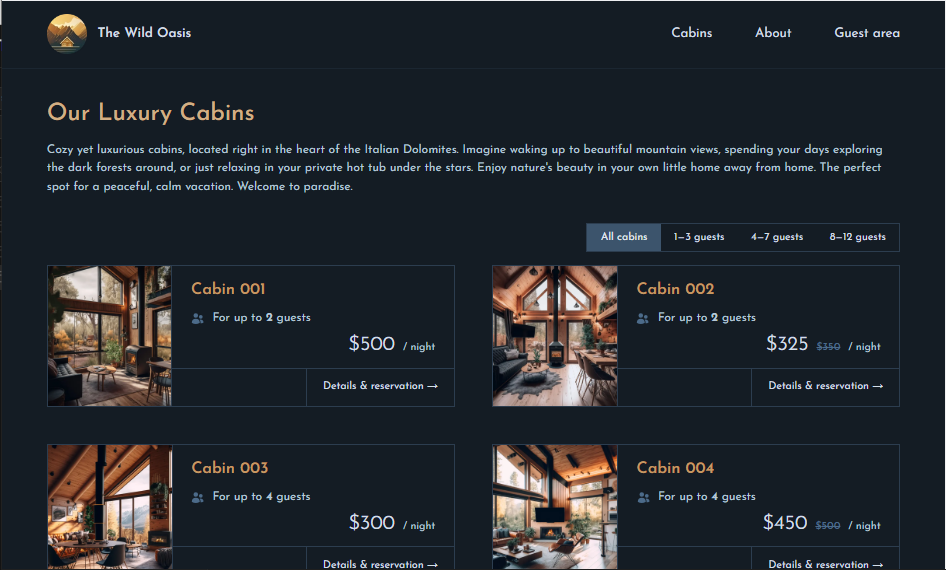 The Wild Oasis
Cabins
About
Guest area
Our Luxury Cabins
Cozy yet luxurious cabins, located right in the heart of the Italian Dolomites. Imagine waking up to beautiful mountain views, spending your days exploring
the dark forests around, or just relaxing in your private hot tub under the stars. Enjoy nature's beauty in your own little home away from home. The perfect
spot for a peaceful, calm vacation. Welcome to paradise.
All cabins
1—3 guests
4—7 guests
8—12 guests
Cabin 001
For up to 2 guests
$500 / night
Details & reservation →
Cabin 002
For up to 2 guests
$325 $350 / night
Details & reservation →
Cabin 003
For up to 4 guests
$300 / night
Details & reservation →
Cabin 004
For up to 4 guests
$450 $500 / night
Details & reservation →